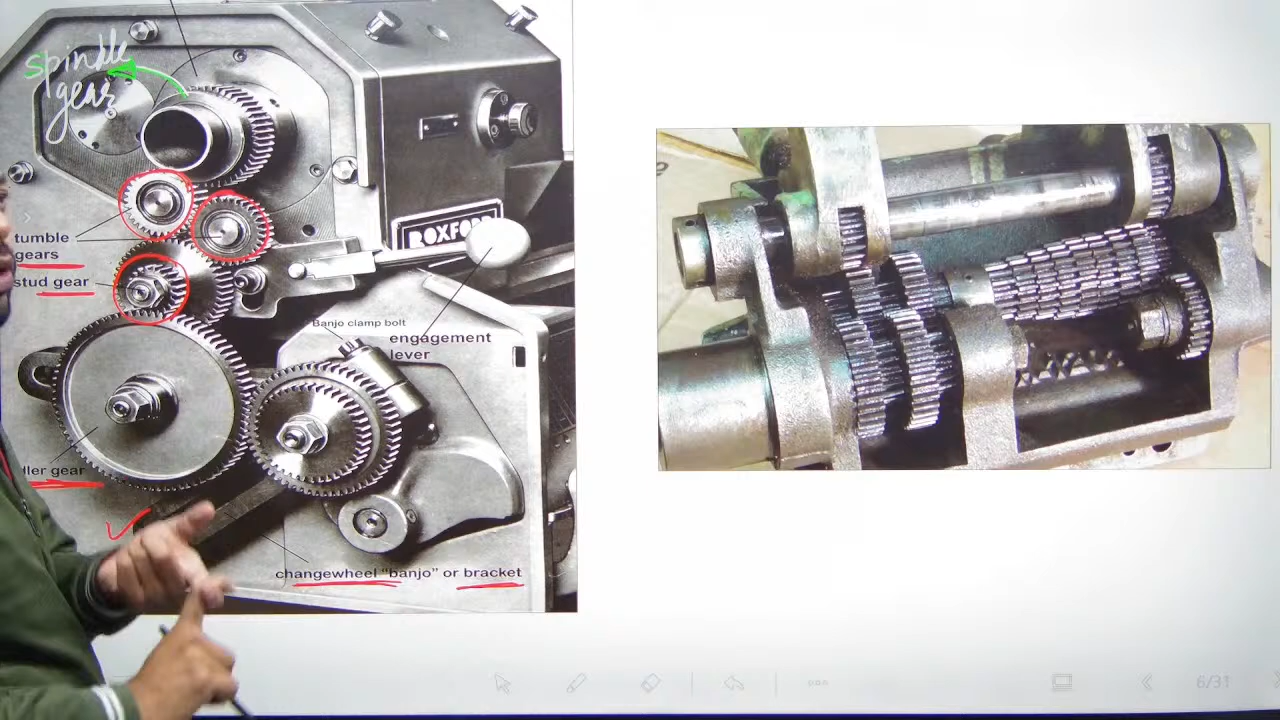 spindle
gear
tumble
gears
stud gear
BOXFORD
Banjo clamp bolt
engagement
lever
ller gear
changewheel "banjo" or bracket
6/31